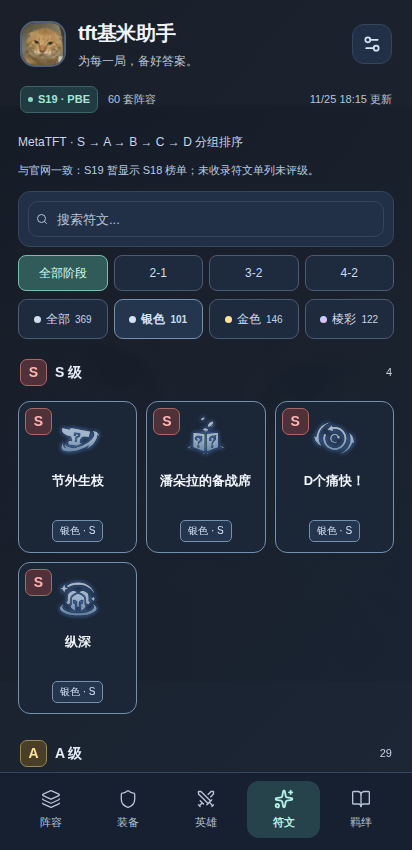 tft基米助手
为每一局，备好答案。
S19 · PBE 60 套阵容 11/25 18:15 更新
MetaTFT · S → A → B → C → D 分组排序
与官网一致：S19 暂显示 S18 榜单；未收录符文单列未评级。
搜索符文...
全部阶段 2-1 3-2 4-2
全部 369 银色 101 金色 146 棱彩 122
S S 级 4
S S S
节外生枝 潘朵拉的备战席 D个痛快！
银色 · S 银色 · S 银色 · S
S
纵深
银色 · S
A A 级 29
阵容 装备 英雄 符文 羁绊